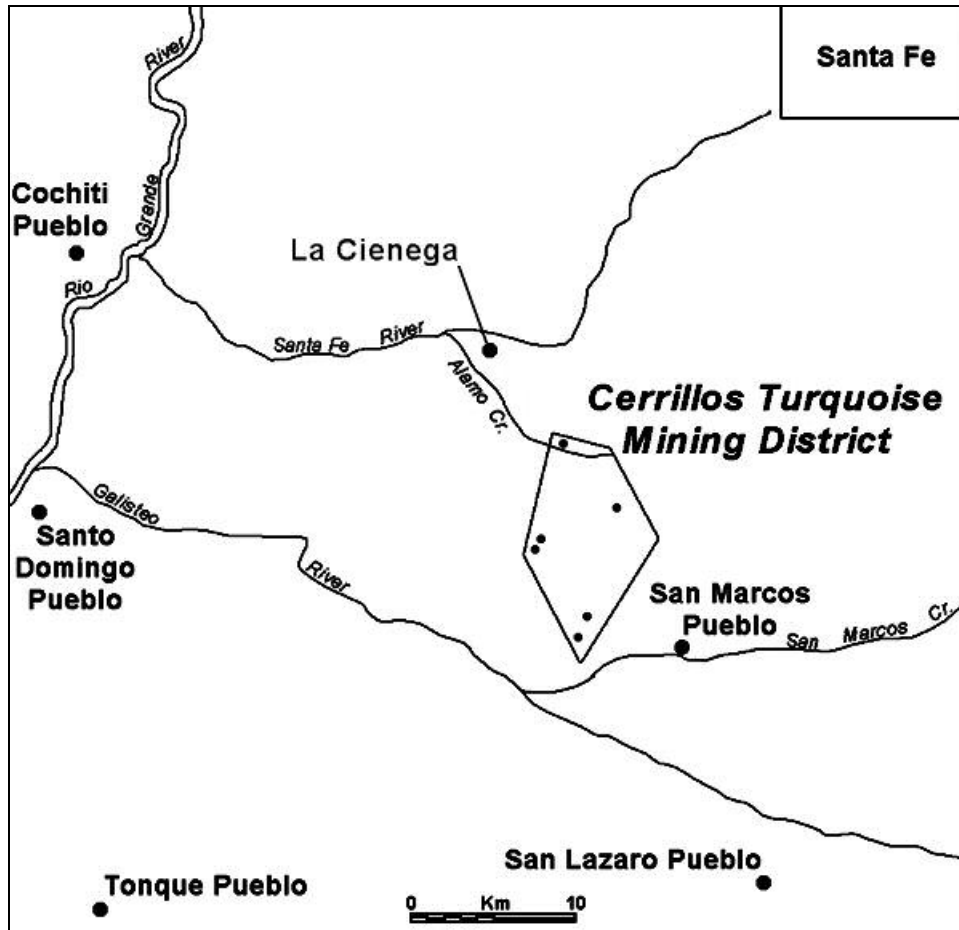 Santa Fe
River
Grande
Rio
Cochiti
Pueblo
La Cienega
Santa Fe River
Alamo Cr.
Cerrillos Turquoise
Mining District
Galisteo
River
Santo
Domingo
Pueblo
San Marcos
Pueblo
San Marcos Cr.
San Lazaro Pueblo
Tonque Pueblo
0 Km 10